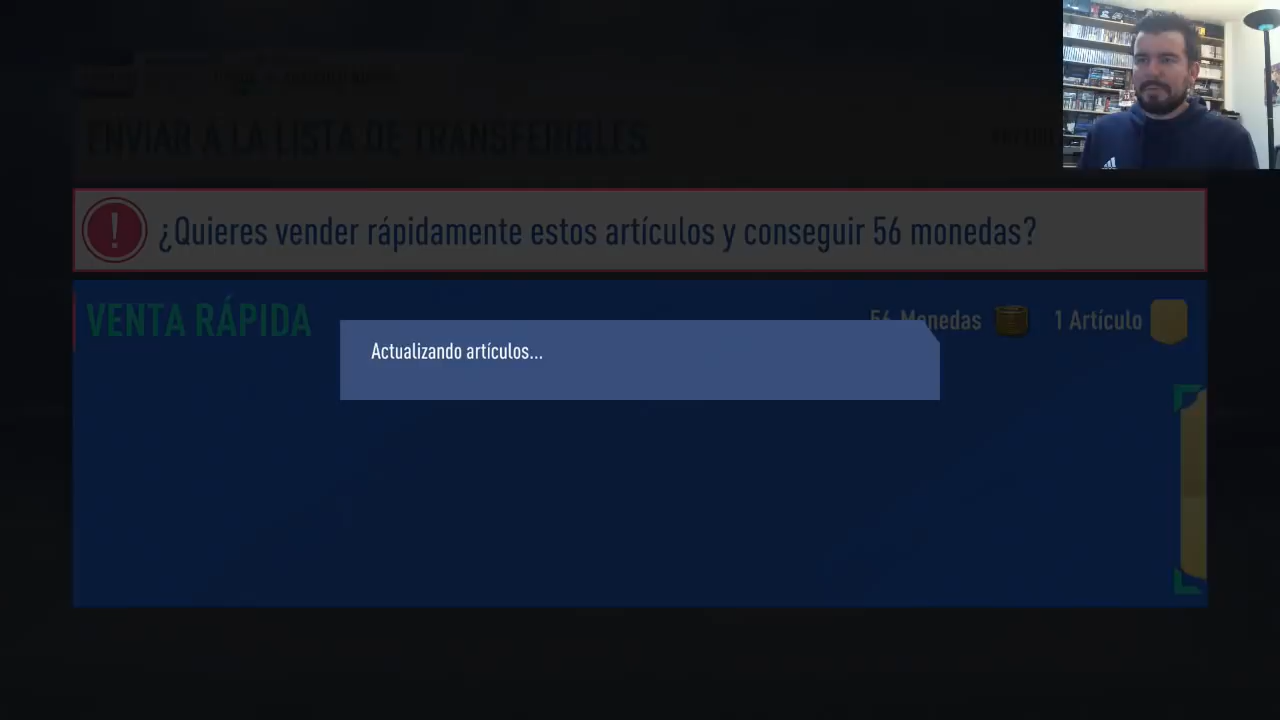 ENVIAR A LA LISTA DE TRANSFERIBLES
¿Quieres vender rápidamente estos artículos y conseguir 56 monedas?
VENTA RÁPIDA
56 Monedas
1 Artículo
Actualizando artículos...